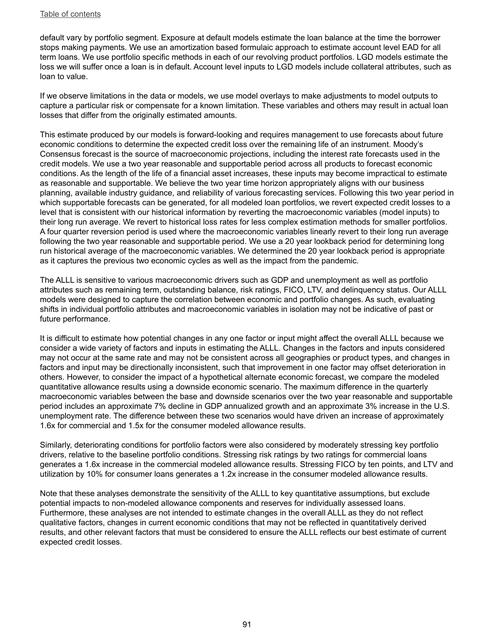 Table of contents
default vary by portfolio segment. Exposure at default models estimate the loan balance at the time the borrower
stops making payments. We use an amortization based formulaic approach to estimate account level EAD for all
term loans. We use portfolio specific methods in each of our revolving product portfolios. LGD models estimate the
loss we will suffer once a loan is in default. Account level inputs to LGD models include collateral attributes, such as
loan to value.
If we observe limitations in the data or models, we use model overlays to make adjustments to model outputs to
capture a particular risk or compensate for a known limitation. These variables and others may result in actual loan
losses that differ from the originally estimated amounts.
This estimate produced by our models is forward-looking and requires management to use forecasts about future
economic conditions to determine the expected credit loss over the remaining life of an instrument. Moody's
Consensus forecast is the source of macroeconomic projections, including the interest rate forecasts used in the
credit models. We use a two year reasonable and supportable period across all products to forecast economic
conditions. As the length of the life of a financial asset increases, these inputs may become impractical to estimate
as reasonable and supportable. We believe the two year time horizon appropriately aligns with our business
planning, available industry guidance, and reliability of various forecasting services. Following this two year period in
which supportable forecasts can be generated, for all modeled loan portfolios, we revert expected credit losses to a
level that is consistent with our historical information by reverting the macroeconomic variables (model inputs) to
their long run average. We revert to historical loss rates for less complex estimation methods for smaller portfolios.
A four quarter reversion period is used where the macroeconomic variables linearly revert to their long run average
following the two year reasonable and supportable period. We use a 20 year lookback period for determining long
run historical average of the macroeconomic variables. We determined the 20 year lookback period is appropriate
as it captures the previous two economic cycles as well as the impact from the pandemic.
The ALLL is sensitive to various macroeconomic drivers such as GDP and unemployment as well as portfolio
attributes such as remaining term, outstanding balance, risk ratings, FICO, LTV, and delinquency status. Our ALLL
models were designed to capture the correlation between economic and portfolio changes. As such, evaluating
shifts in individual portfolio attributes and macroeconomic variables in isolation may not be indicative of past or
future performance.
It is difficult to estimate how potential changes in any one factor or input might affect the overall ALLL because we
consider a wide variety of factors and inputs in estimating the ALLL. Changes in the factors and inputs considered
may not occur at the same rate and may not be consistent across all geographies or product types, and changes in
factors and input may be directionally inconsistent, such that improvement in one factor may offset deterioration in
others. However, to consider the impact of a hypothetical alternate economic forecast, we compare the modeled
quantitative allowance results using a downside economic scenario. The maximum difference in the quarterly
macroeconomic variables between the base and downside scenarios over the two year reasonable and supportable
period includes an approximate 7% decline in GDP annualized growth and an approximate 3% increase in the U.S.
unemployment rate. The difference between these two scenarios would have driven an increase of approximately
1.6x for commercial and 1.5x for the consumer modeled allowance results.
Similarly, deteriorating conditions for portfolio factors were also considered by moderately stressing key portfolio
drivers, relative to the baseline portfolio conditions. Stressing risk ratings by two ratings for commercial loans
generates a 1.6x increase in the commercial modeled allowance results. Stressing FICO by ten points, and LTV and
utilization by 10% for consumer loans generates a 1.2x increase in the consumer modeled allowance results.
Note that these analyses demonstrate the sensitivity of the ALLL to key quantitative assumptions, but exclude
potential impacts to non-modeled allowance components and reserves for individually assessed loans.
Furthermore, these analyses are not intended to estimate changes in the overall ALLL as they do not reflect
qualitative factors, changes in current economic conditions that may not be reflected in quantitatively derived
results, and other relevant factors that must be considered to ensure the ALLL reflects our best estimate of current
expected credit losses.
91